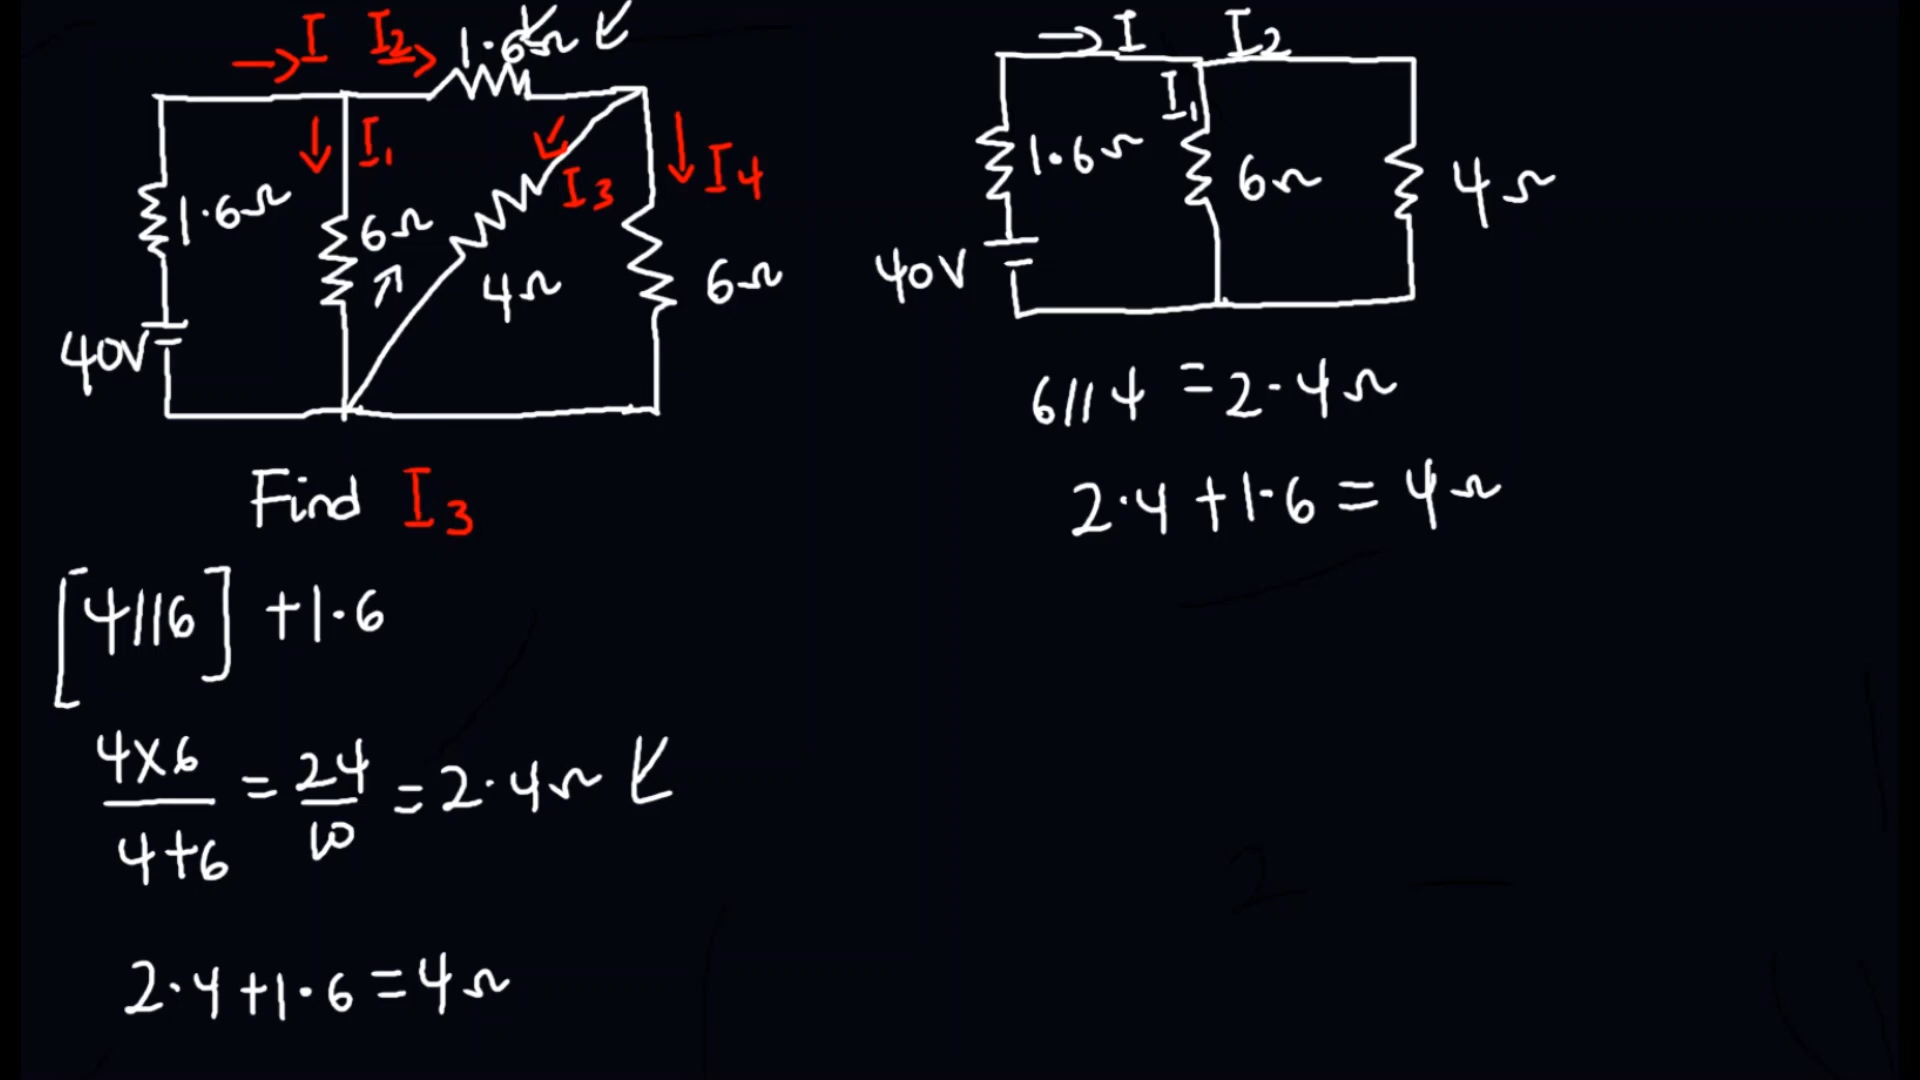 →I I₂→ 1.6Ω
↓ I₁
I₃
↓ I₄
1.6Ω
6Ω
4Ω
6Ω
40V
Find I₃
[4//6] + 1.6
4×6/4+6 = 24/10 = 2.4Ω
2.4+1.6=4Ω
→I I₂
I₁
1.6Ω
6Ω
4Ω
40V
6//4 = 2.4Ω
2.4+1.6=4Ω